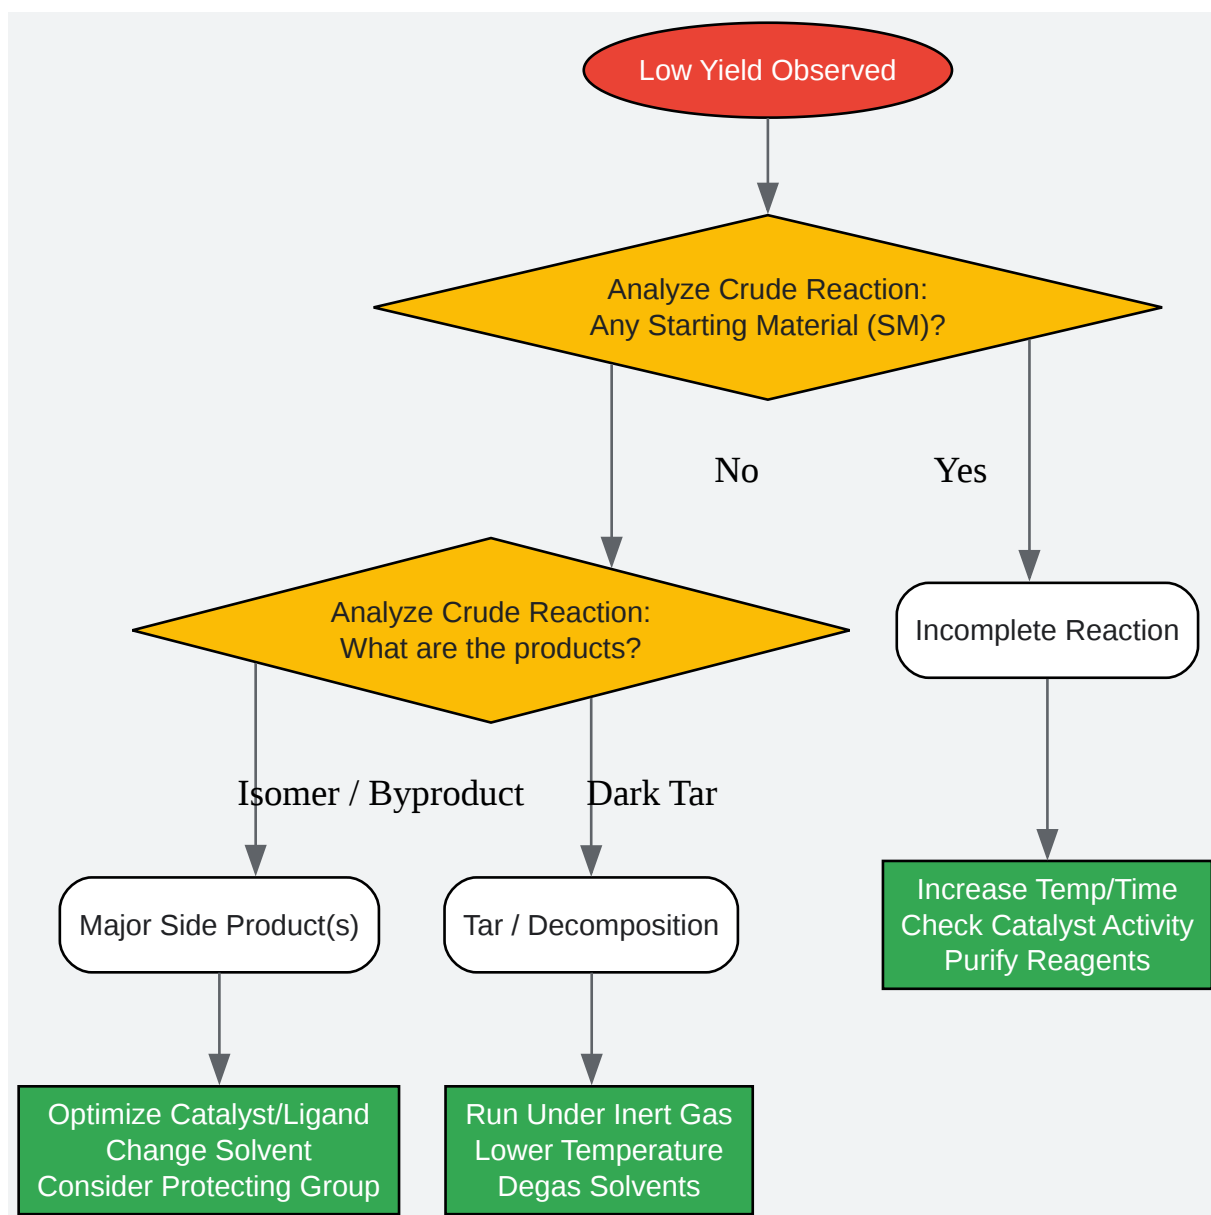 Low Yield Observed
Analyze Crude Reaction:
Any Starting Material (SM)?
No
Yes
Analyze Crude Reaction:
What are the products?
Incomplete Reaction
Isomer / Byproduct
Dark Tar
Major Side Product(s)
Tar / Decomposition
Increase Temp/Time
Check Catalyst Activity
Purify Reagents
Optimize Catalyst/Ligand
Change Solvent
Consider Protecting Group
Run Under Inert Gas
Lower Temperature
Degas Solvents